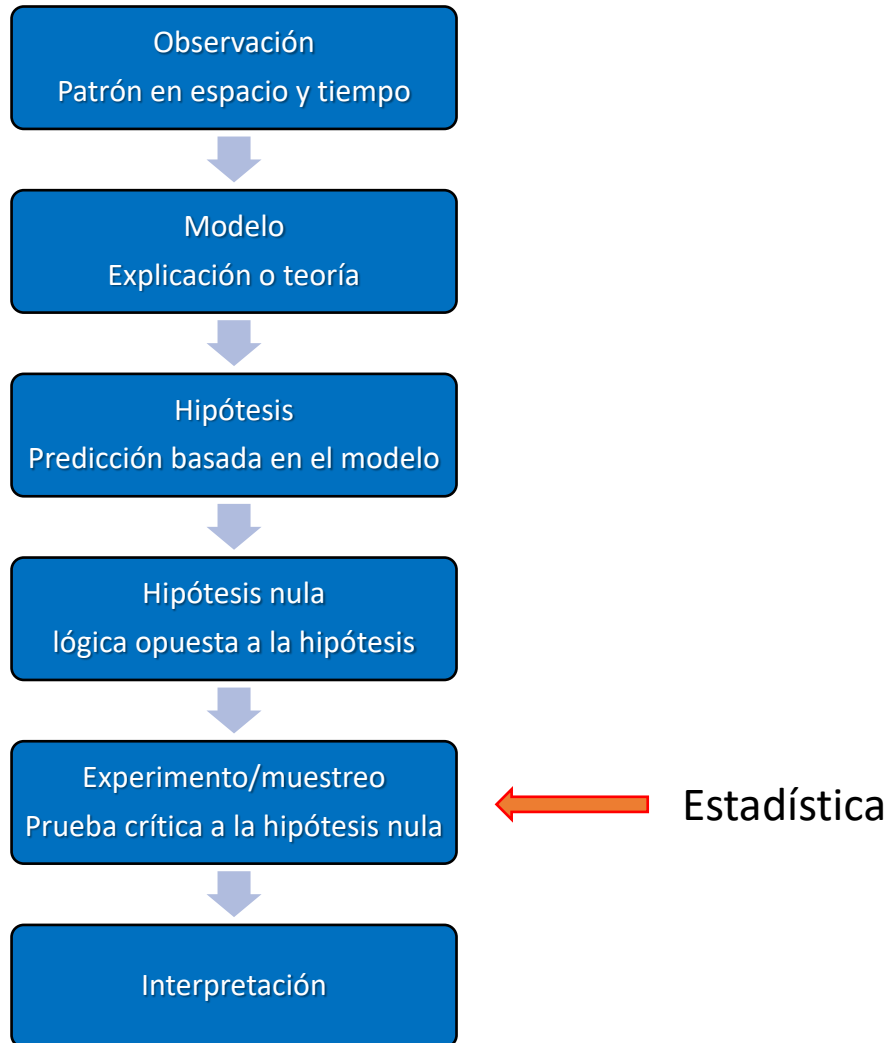 Observación
Patrón en espacio y tiempo
Modelo
Explicación o teoría
Hipótesis
Predicción basada en el modelo
Hipótesis nula
lógica opuesta a la hipótesis
Experimento/muestreo
Prueba crítica a la hipótesis nula
Estadística
Interpretación